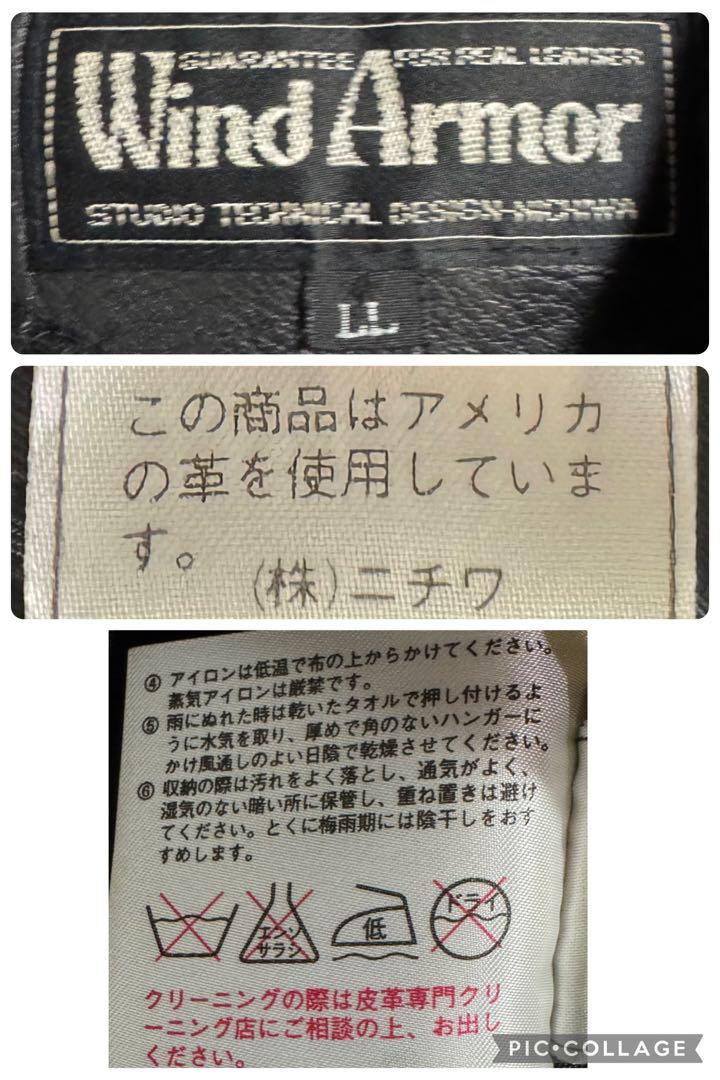 GUARANTEE FOR REAL LEATHER
Wind Armor
STUDIO TECHNICAL DESIGN-NICHIWA
LL
この商品はアメリカ
の革を使用していま
す。
(株)ニチワ
④ アイロンは低温で布の上からかけてください。
蒸気アイロンは厳禁です。
⑤ 雨にぬれた時は乾いたタオルで押し付けるよ
うに水気を取り、厚めで角のないハンガーに
かけ風通しのよい日陰で乾燥させてください。
⑥ 収納の際は汚れをよく落とし、通気がよく、
湿気のない暗い所に保管し、重ね置きは避け
てください。とくに梅雨期には陰干しをおす
すめします。
エンソ
サラシ
低
ドライ
クリーニングの際は皮革専門クリ
ーニング店にご相談の上、お出し
ください。
PIC•COLLAGE